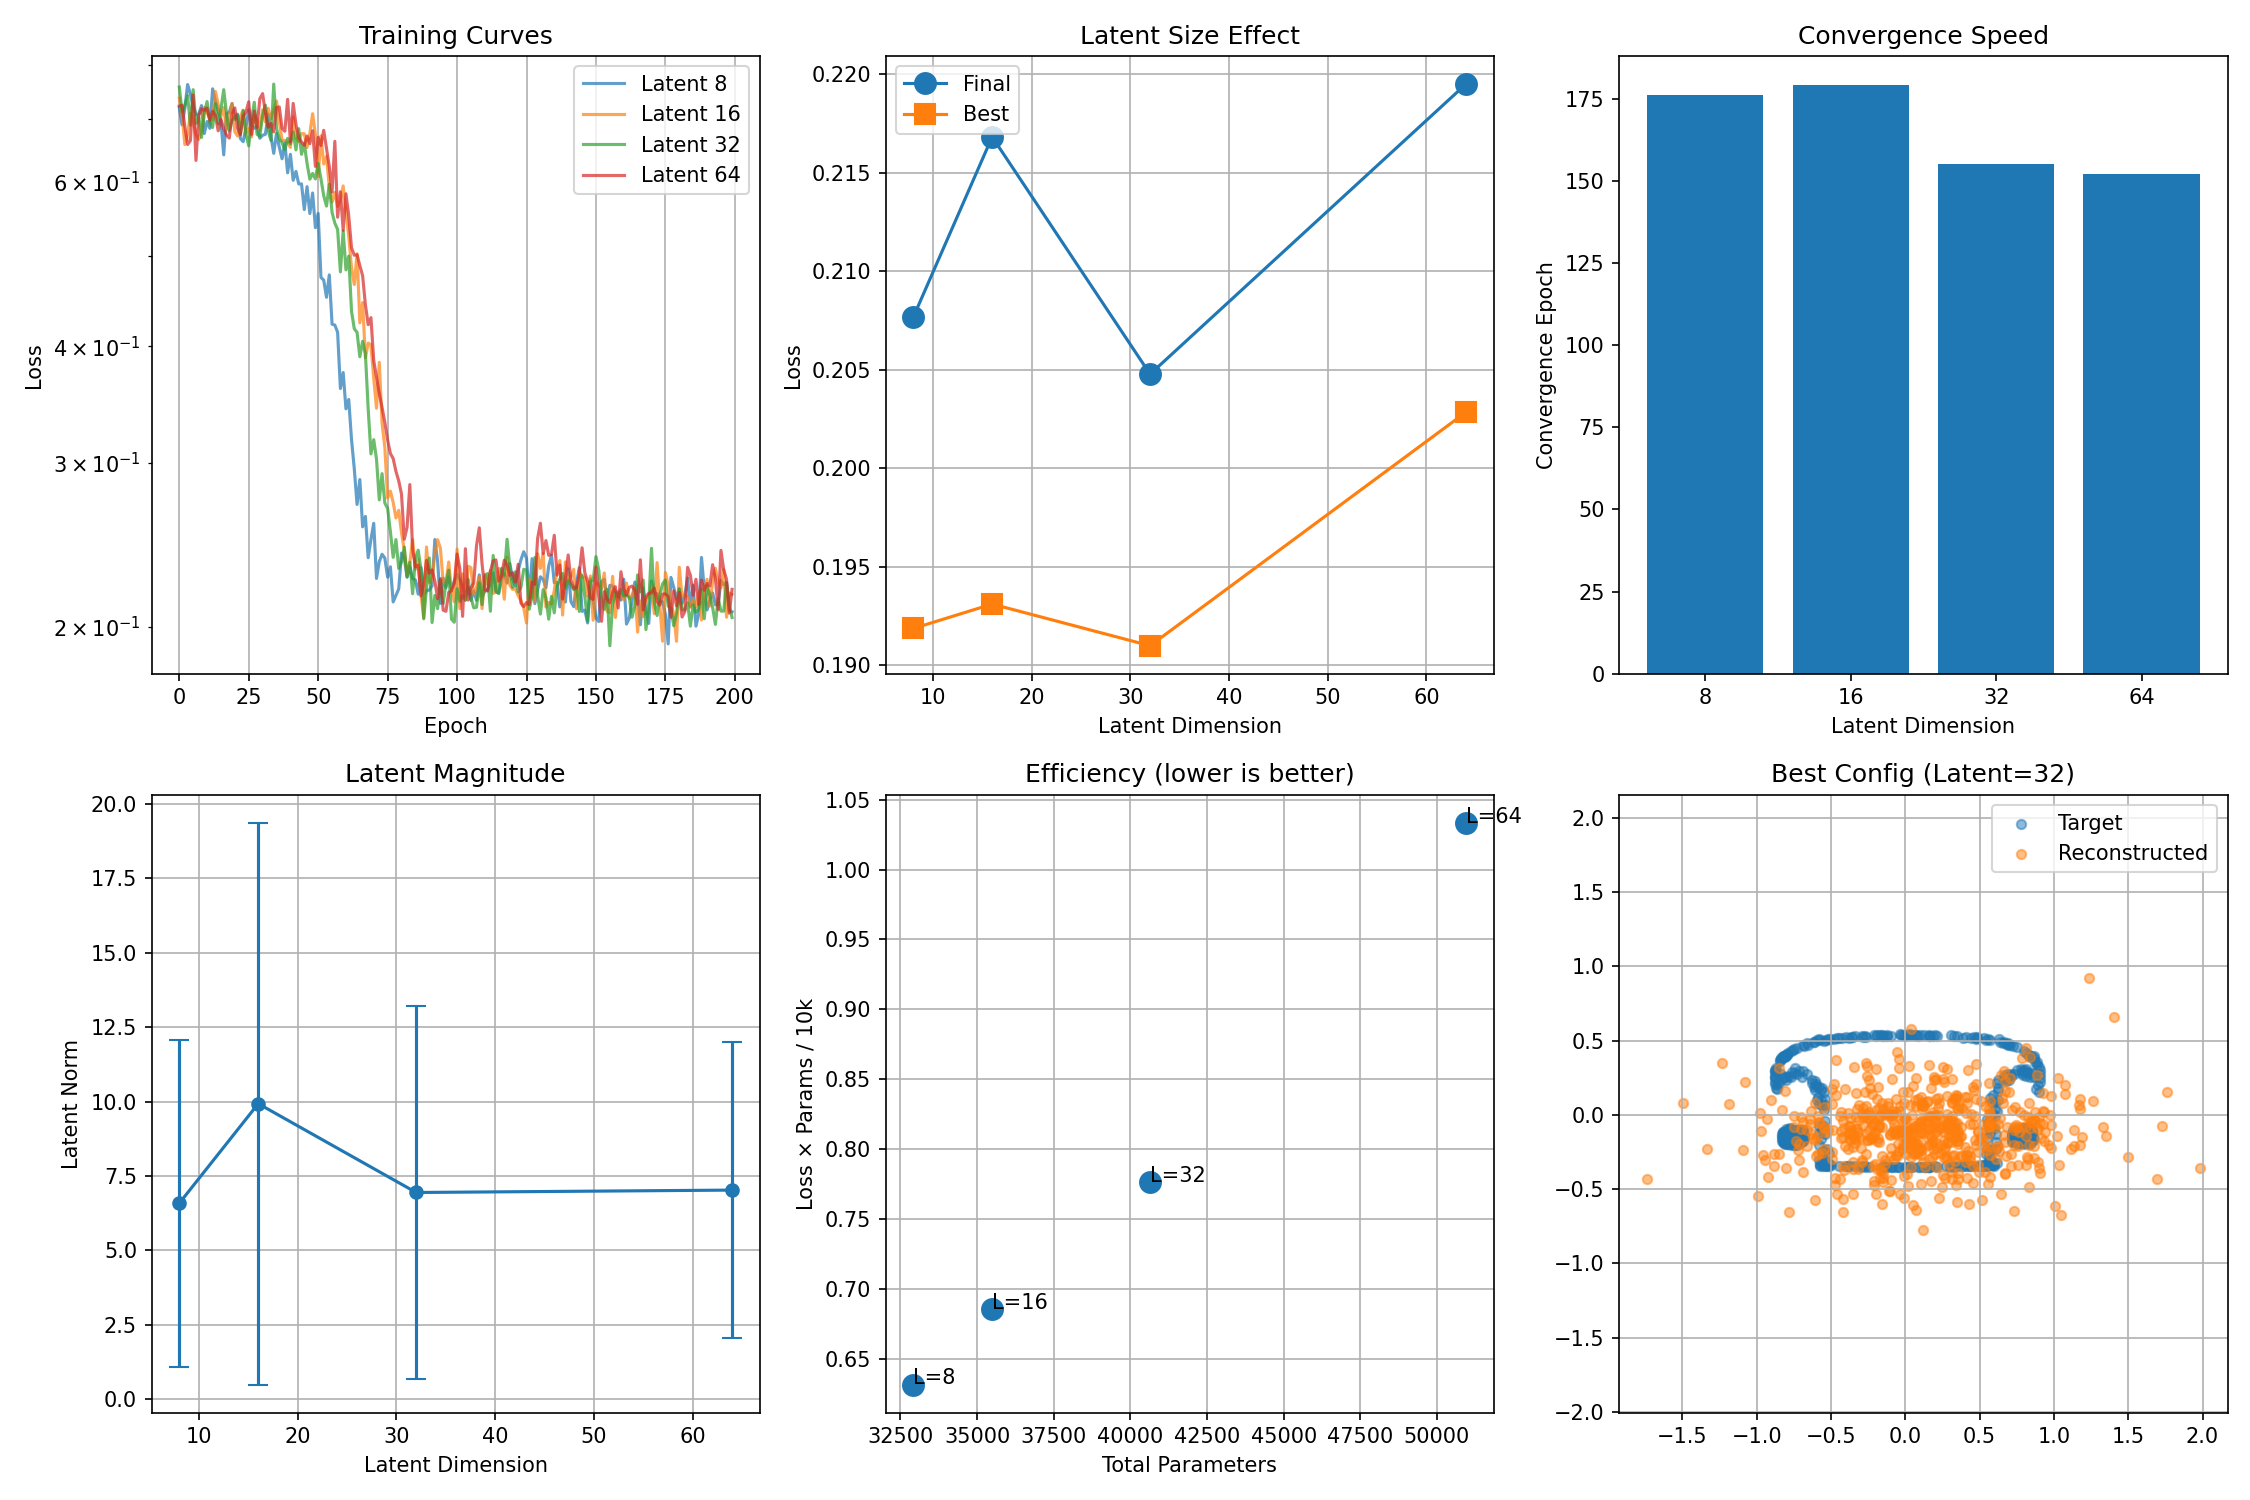 Training Curves
Loss
6 × 10⁻¹
4 × 10⁻¹
3 × 10⁻¹
2 × 10⁻¹
Latent 8
Latent 16
Latent 32
Latent 64
0 25 50 75 100 125 150 175 200
Epoch
Latent Size Effect
Loss
0.220
0.215
0.210
0.205
0.200
0.195
0.190
Final
Best
10 20 30 40 50 60
Latent Dimension
Convergence Speed
Convergence Epoch
175
150
125
100
75
50
25
0
8 16 32 64
Latent Dimension
Latent Magnitude
Latent Norm
20.0
17.5
15.0
12.5
10.0
7.5
5.0
2.5
0.0
10 20 30 40 50 60
Latent Dimension
Efficiency (lower is better)
Loss × Params / 10k
1.05
1.00
0.95
0.90
0.85
0.80
0.75
0.70
0.65
L=64
L=32
L=16
L=8
32500 35000 37500 40000 42500 45000 47500 50000
Total Parameters
Best Config (Latent=32)
2.0
1.5
1.0
0.5
0.0
−0.5
−1.0
−1.5
−2.0
Target
Reconstructed
−1.5 −1.0 −0.5 0.0 0.5 1.0 1.5 2.0